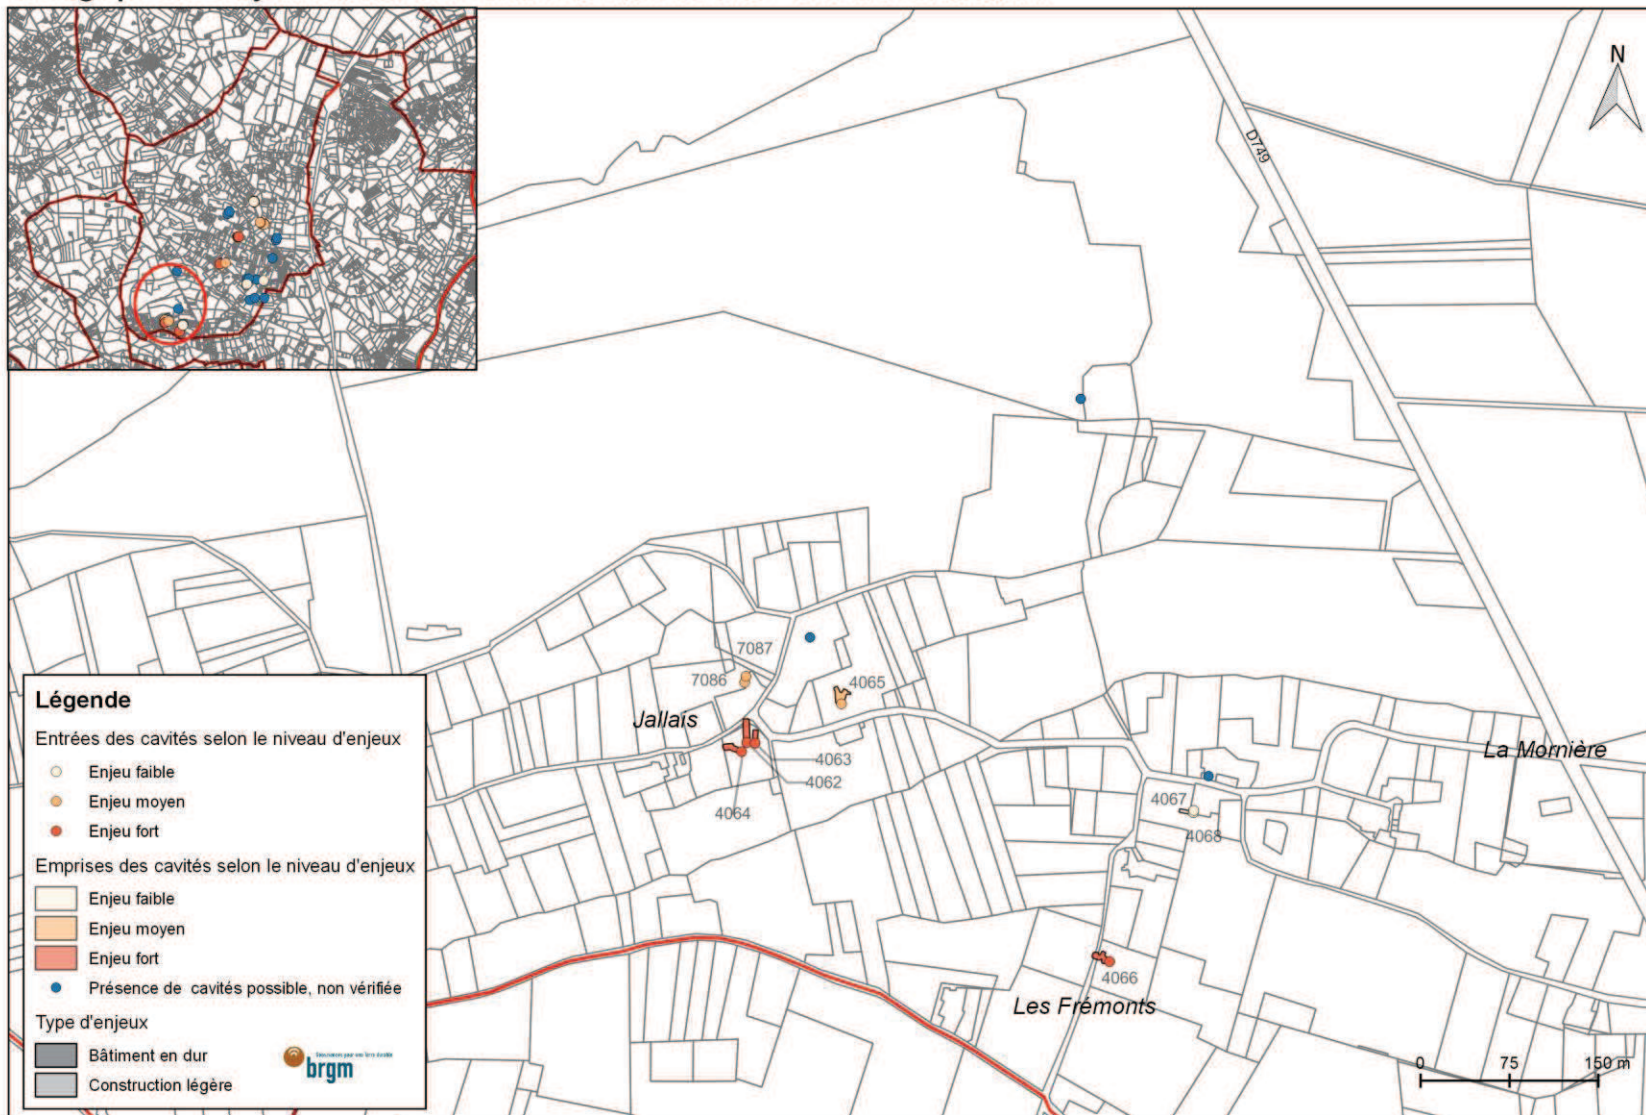 N
D749
7087
7086
4065
Jallais
4063
4062
4064
La Mornière
4067
4068
4066
Les Frémonts
Légende
Entrées des cavités selon le niveau d'enjeux
Enjeu faible
Enjeu moyen
Enjeu fort
Emprises des cavités selon le niveau d'enjeux
Enjeu faible
Enjeu moyen
Enjeu fort
Présence de cavités possible, non vérifiée
Type d'enjeux
Bâtiment en dur
Construction légère
brgm
0 75 150 m